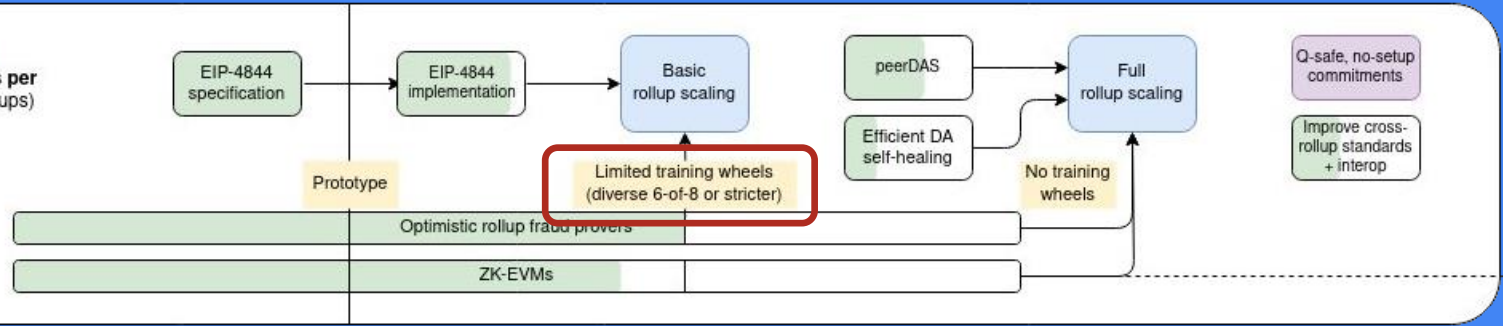 s per
ups)
EIP-4844
specification
EIP-4844
implementation
Basic
rollup scaling
peerDAS
Efficient DA
self-healing
Full
rollup scaling
Q-safe, no-setup
commitments
Improve cross-
rollup standards
+ interop
Prototype
Limited training wheels
(diverse 6-of-8 or stricter)
No training
wheels
Optimistic rollup fraud provers
ZK-EVMs